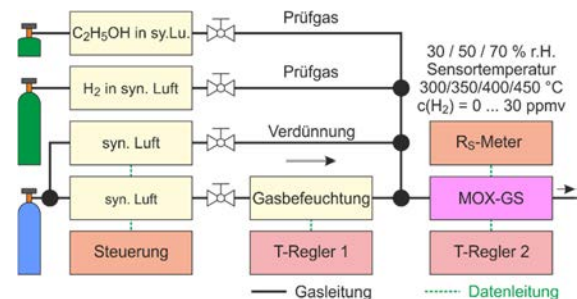 C₂H₅OH in sy.Lu.
Prüfgas
H₂ in syn. Luft
Prüfgas
30 / 50 / 70 % r.H.
Sensortemperatur
300/350/400/450 °C
c(H₂) = 0 ... 30 ppmv
syn. Luft
Verdünnung
R_S-Meter
syn. Luft
Gasbefeuchtung
MOX-GS
Steuerung
T-Regler 1
T-Regler 2
Gasleitung
Datenleitung